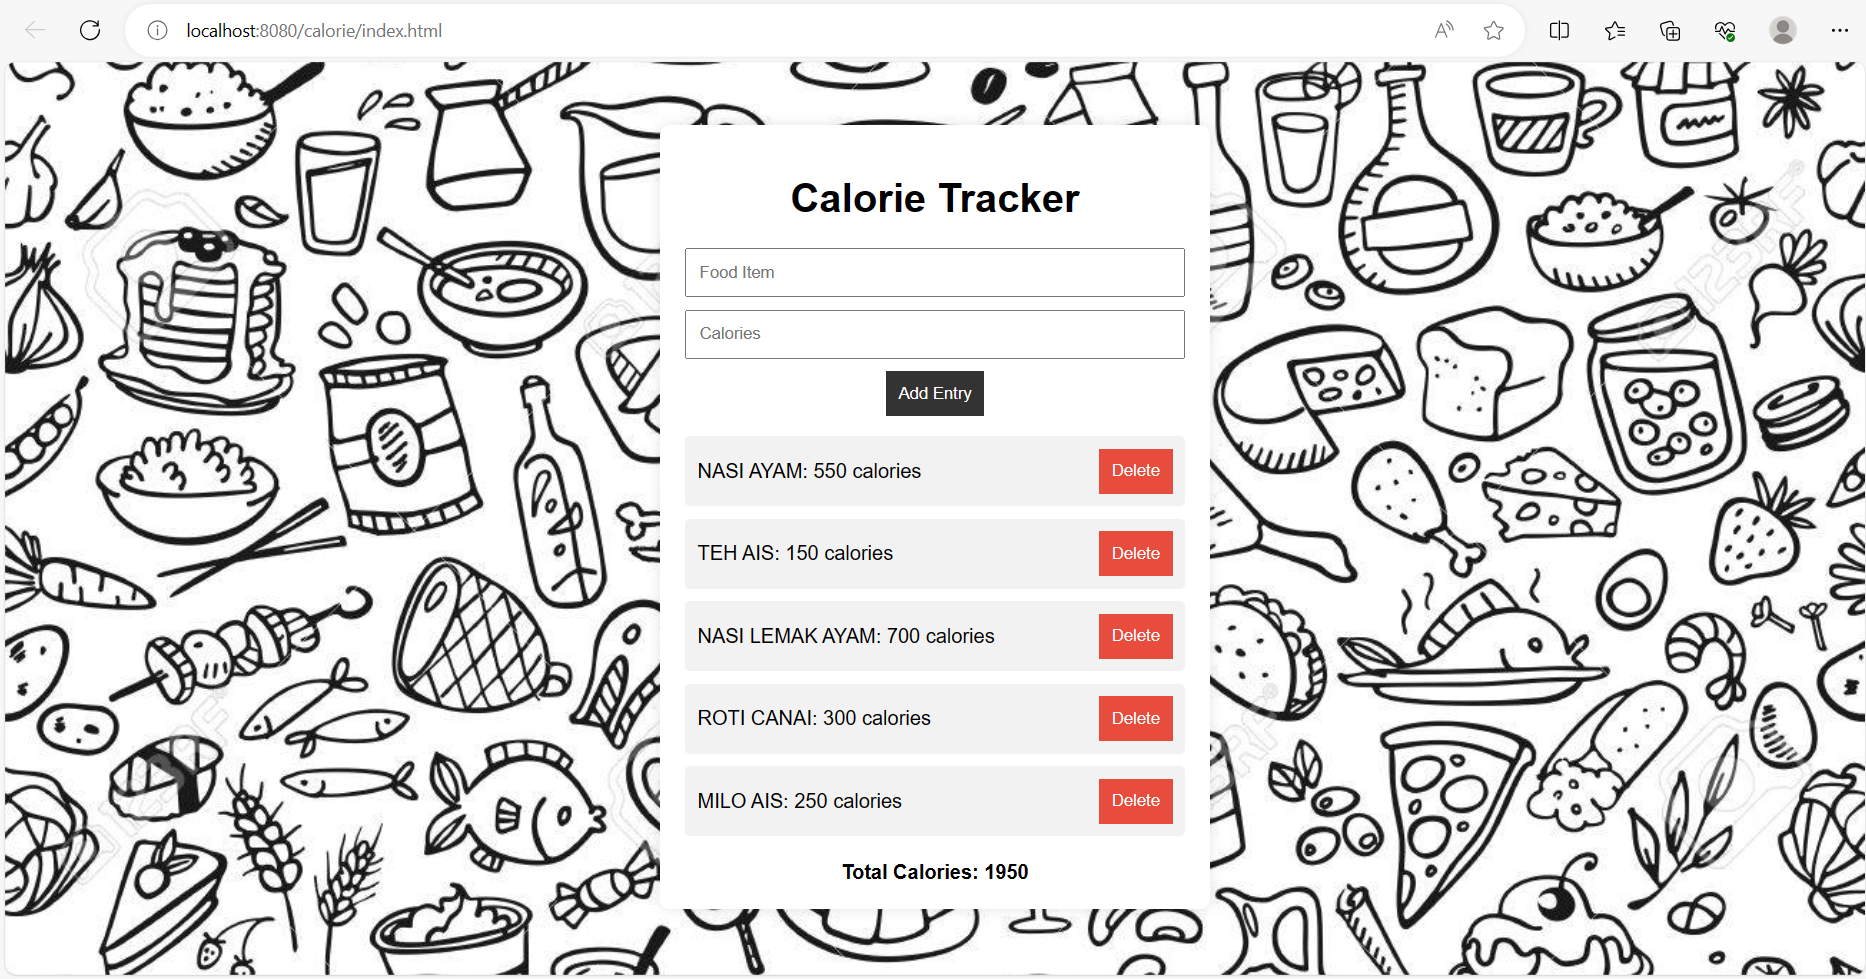 localhost:8080/calorie/index.html
Calorie Tracker
Food Item
Calories
Add Entry
NASI AYAM: 550 calories
Delete
TEH AIS: 150 calories
Delete
NASI LEMAK AYAM: 700 calories
Delete
ROTI CANAI: 300 calories
Delete
MILO AIS: 250 calories
Delete
Total Calories: 1950